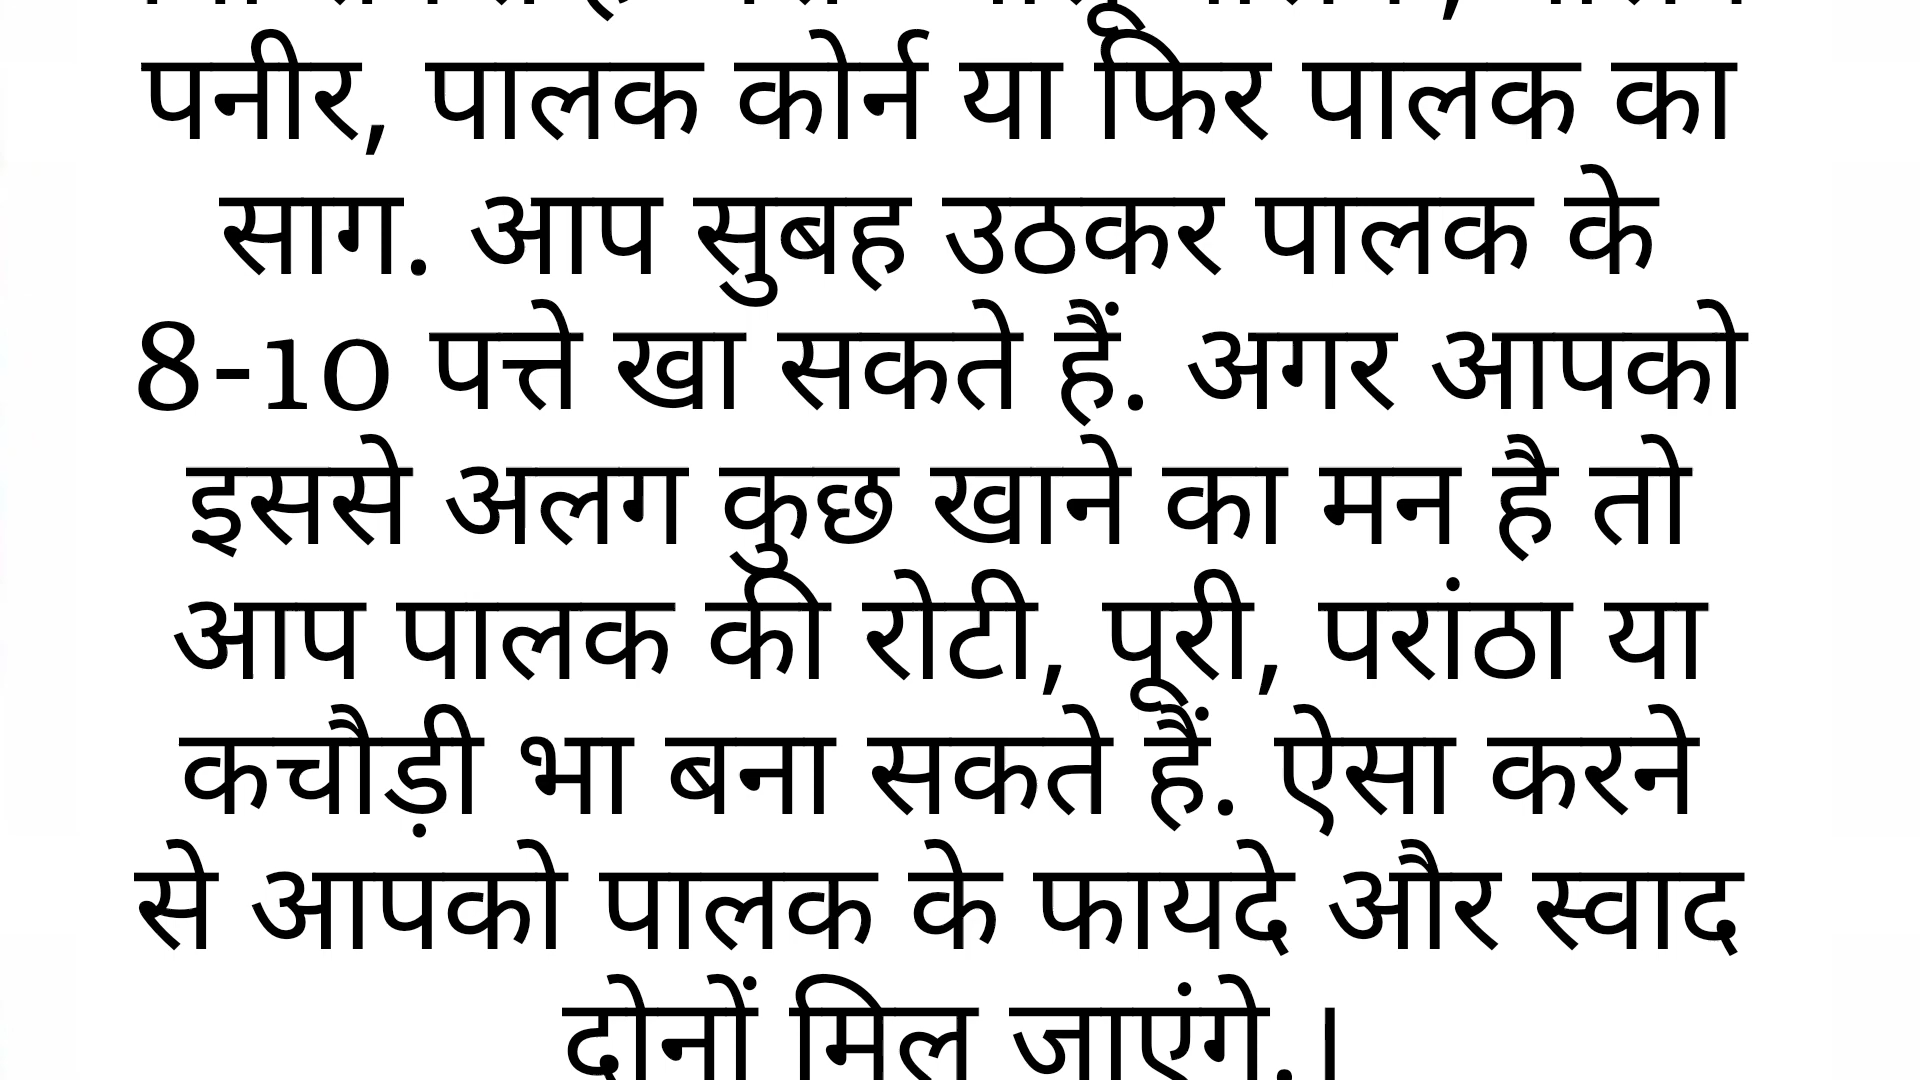 पनीर, पालक कोर्न या फिर पालक का
साग. आप सुबह उठकर पालक के
8-10 पत्ते खा सकते हैं. अगर आपको
इससे अलग कुछ खाने का मन है तो
आप पालक की रोटी, पूरी, परांठा या
कचौड़ी भा बना सकते हैं. ऐसा करने
से आपको पालक के फायदे और स्वाद
दोनों मिल जाएंगे.।